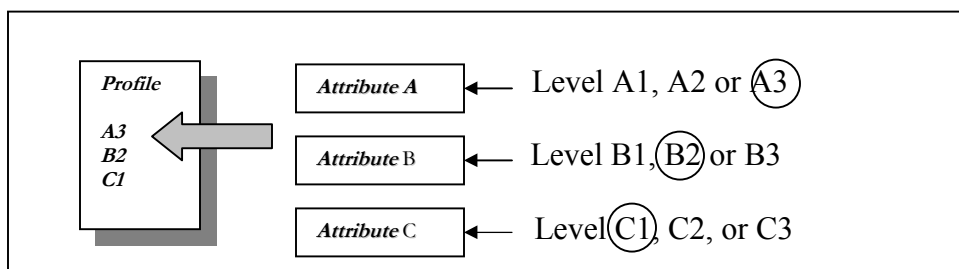 Profile
A3
B2
C1
Attribute A
Level A1, A2 or A3
Attribute B
Level B1, B2 or B3
Attribute C
Level C1, C2, or C3